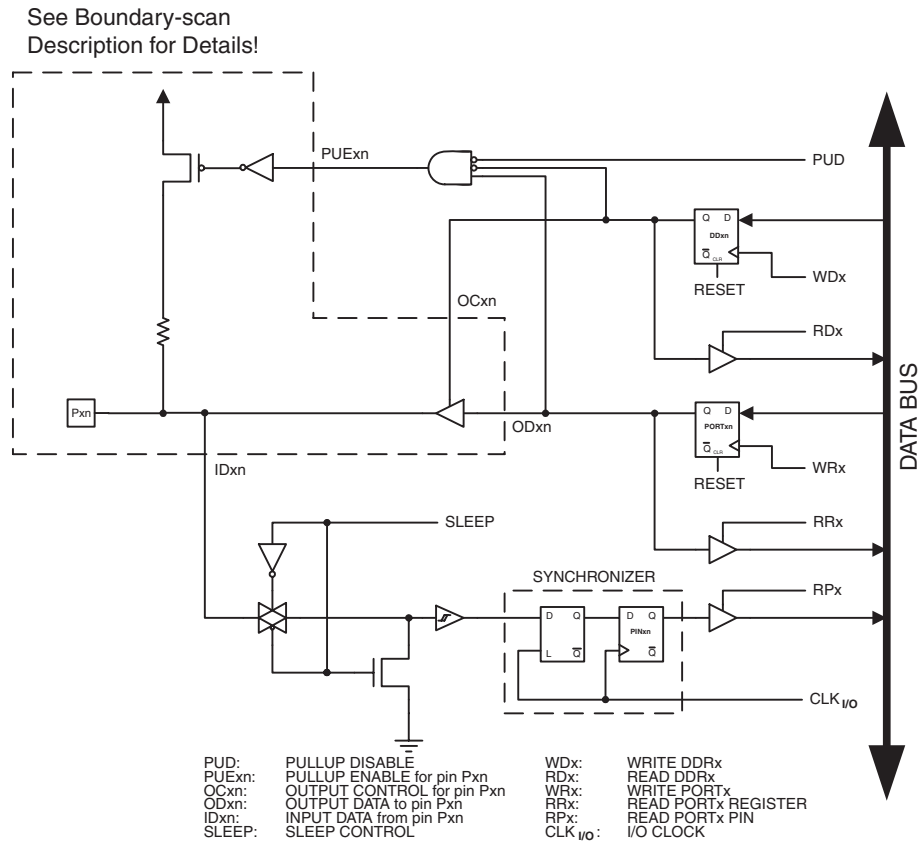 See Boundary-scan
Description for Details!
PUExn
PUD
Q D
DDxn
Q CLR
WDx
RESET
OCxn
RDx
Pxn
ODxn
Q D
PORTxn
Q CLR
WRx
RESET
IDxn
DATA BUS
SLEEP
RRx
SYNCHRONIZER
RPx
D Q
L Q
D Q
PINxn
Q
CLK I/O
PUD: PULLUP DISABLE
PUExn: PULLUP ENABLE for pin Pxn
OCxn: OUTPUT CONTROL for pin Pxn
ODxn: OUTPUT DATA to pin Pxn
IDxn: INPUT DATA from pin Pxn
SLEEP: SLEEP CONTROL
WDx: WRITE DDRx
RDx: READ DDRx
WRx: WRITE PORTx
RRx: READ PORTx REGISTER
RPx: READ PORTx PIN
CLK I/O: I/O CLOCK